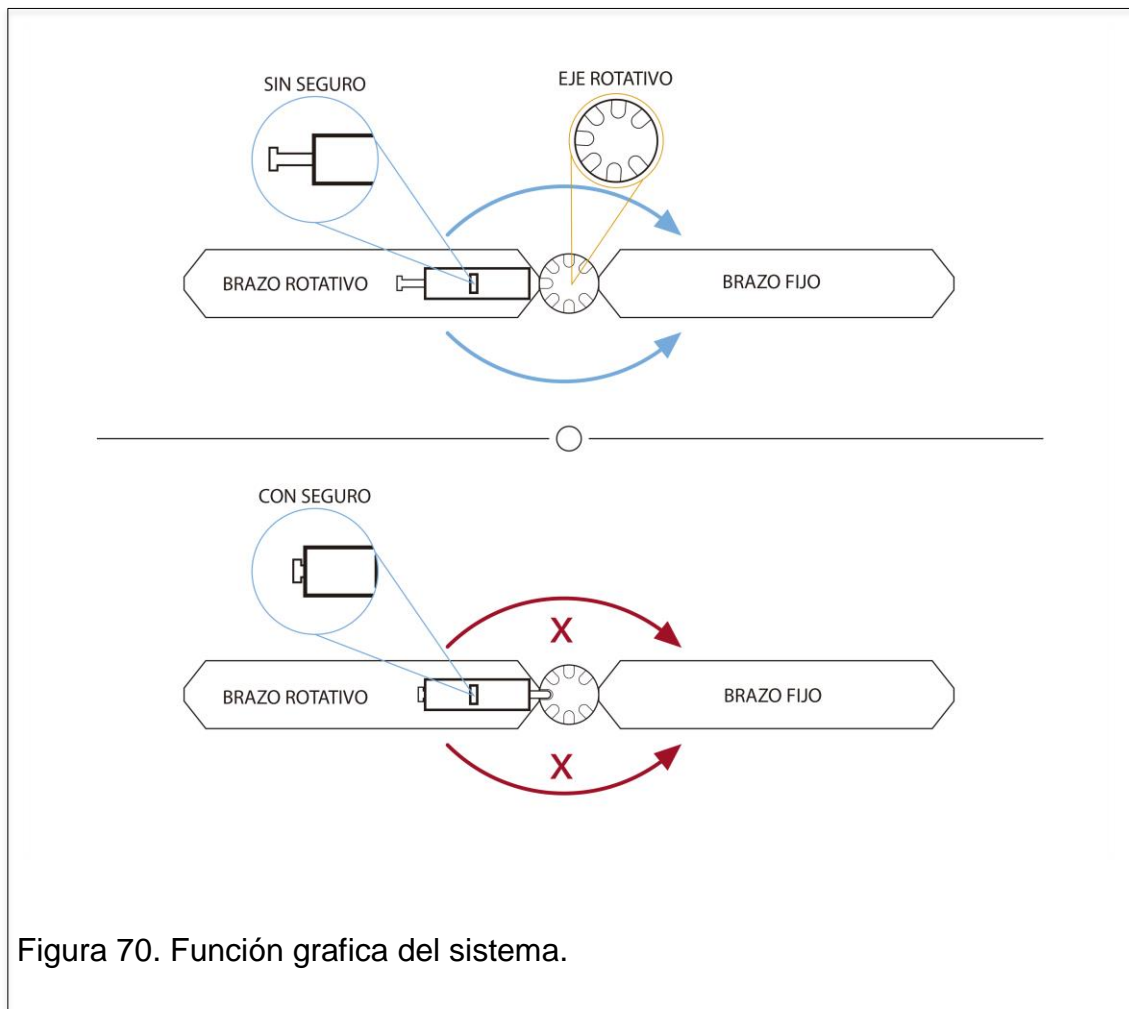 SIN SEGURO
EJE ROTATIVO
BRAZO ROTATIVO
BRAZO FIJO
CON SEGURO
X
BRAZO ROTATIVO
BRAZO FIJO
X
Figura 70. Función grafica del sistema.